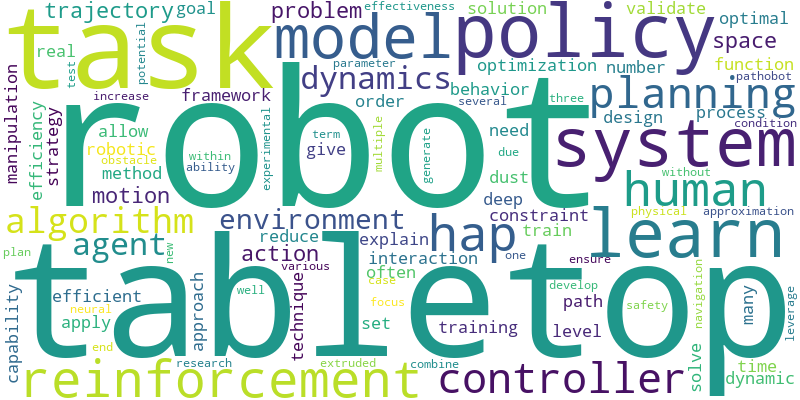 trajectory
goal
problem
effectiveness
solution
validate
task
model
policy
optimal
real
test
potential
parameter
optimization
number
space
function
pathobot
dynamics
manipulation
increase
framework
order
behavior
several
three
planning
efficiency
strategy
allow
robotic
obstacle
method
motion
within
ability
experimental
term
give
multiple
generate
need
due
design
process
condition
system
robot
dust
deep
constraint
train
human
without
physical
approximation
algorithm
agent
environment
reduce
action
explain
interaction
often
hap
one
ensure
learn
plan
new
various
case
focus
develop
capability
efficient
neural
apply
end
approach
well
technique
set
training
path
level
safety
navigation
many
leverage
tabletop
research
extruded
combine
solve
time
dynamic
reinforcement
controller